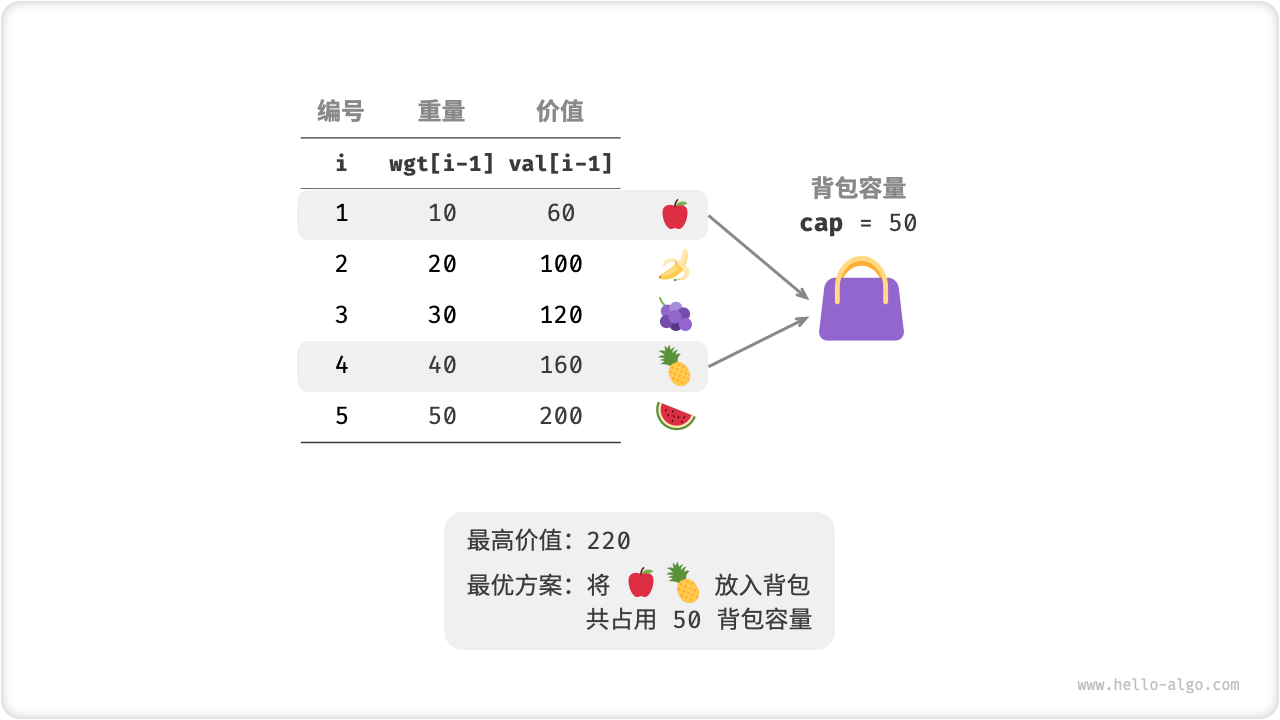 编号 重量 价值
i wgt[i-1] val[i-1]
1 10 60
2 20 100
3 30 120
4 40 160
5 50 200
背包容量
cap = 50
最高价值：220
最优方案：将 放入背包
共占用 50 背包容量
www.hello-algo.com